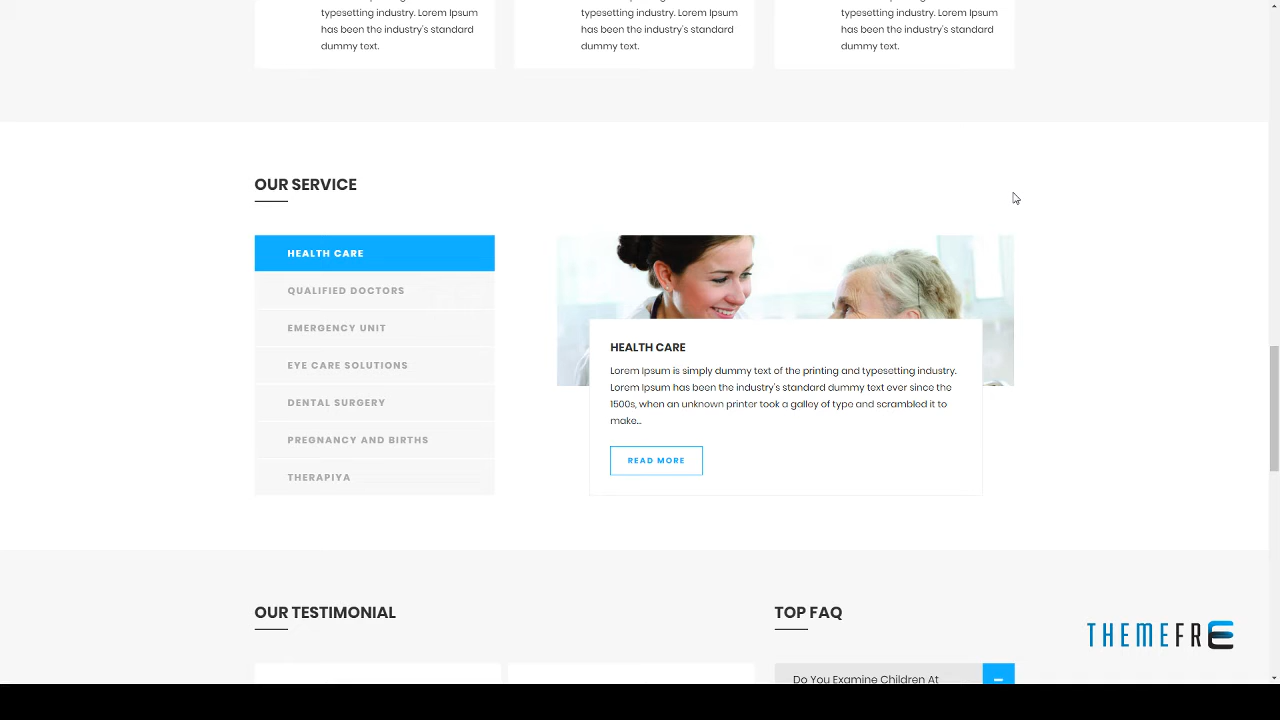 typesetting industry. Lorem Ipsum
has been the industry's standard
dummy text.
typesetting industry. Lorem Ipsum
has been the industry's standard
dummy text.
typesetting industry. Lorem Ipsum
has been the industry's standard
dummy text.
OUR SERVICE
HEALTH CARE
QUALIFIED DOCTORS
EMERGENCY UNIT
EYE CARE SOLUTIONS
DENTAL SURGERY
PREGNANCY AND BIRTHS
THERAPIYA
HEALTH CARE
Lorem Ipsum is simply dummy text of the printing and typesetting industry.
Lorem Ipsum has been the industry's standard dummy text ever since the
1500s, when an unknown printer took a galley of type and scrambled it to
make...
READ MORE
OUR TESTIMONIAL
TOP FAQ
Do You Examine Children At
THEMEFRE